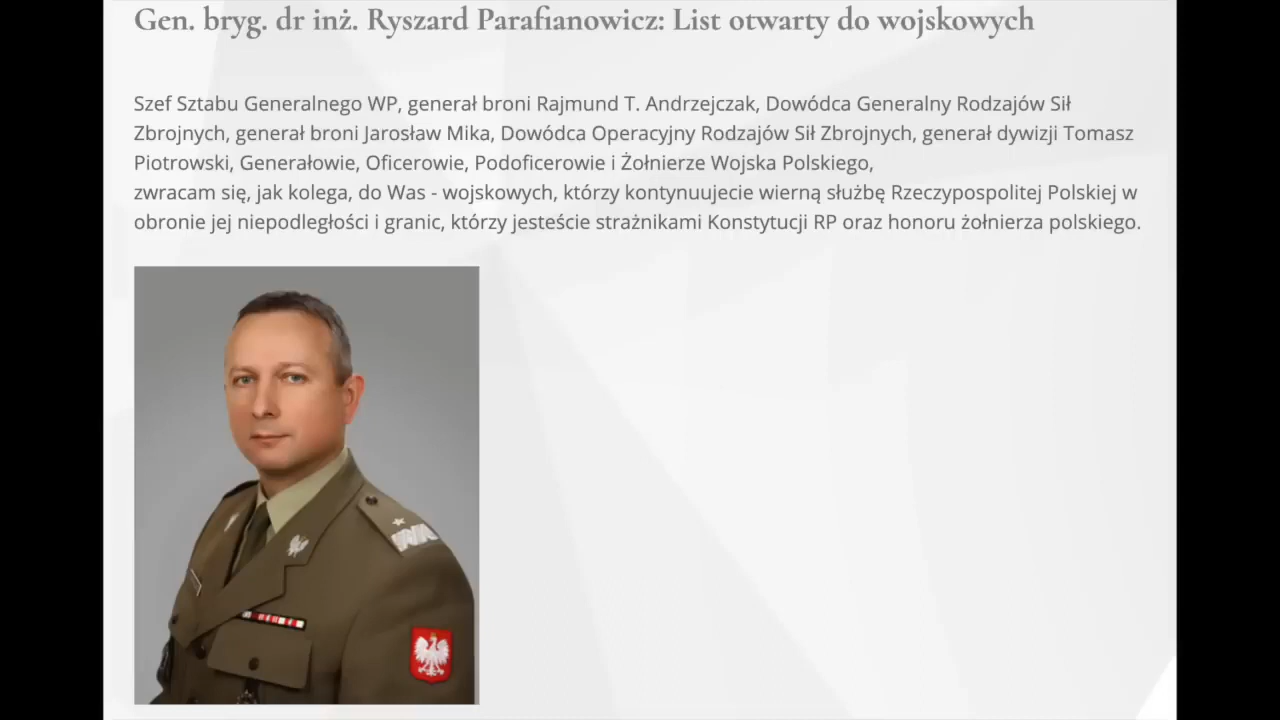 Gen. bryg. dr inż. Ryszard Parafianowicz: List otwarty do wojskowych
Szef Sztabu Generalnego WP, generał broni Rajmund T. Andrzejczak, Dowódca Generalny Rodzajów Sił
Zbrojnych, generał broni Jarosław Mika, Dowódca Operacyjny Rodzajów Sił Zbrojnych, generał dywizji Tomasz
Piotrowski, Generałowie, Oficerowie, Podoficerowie i Żołnierze Wojska Polskiego,
zwracam się, jak kolega, do Was - wojskowych, którzy kontynuujecie wierną służbę Rzeczypospolitej Polskiej w
obronie jej niepodległości i granic, którzy jesteście strażnikami Konstytucji RP oraz honoru żołnierza polskiego.